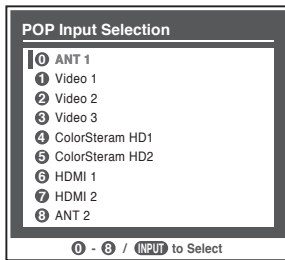 POP Input Selection
0 ANT 1
1 Video 1
2 Video 2
3 Video 3
4 ColorSteram HD1
5 ColorSteram HD2
6 HDMI 1
7 HDMI 2
8 ANT 2
0 - 8 / INPUT to Select